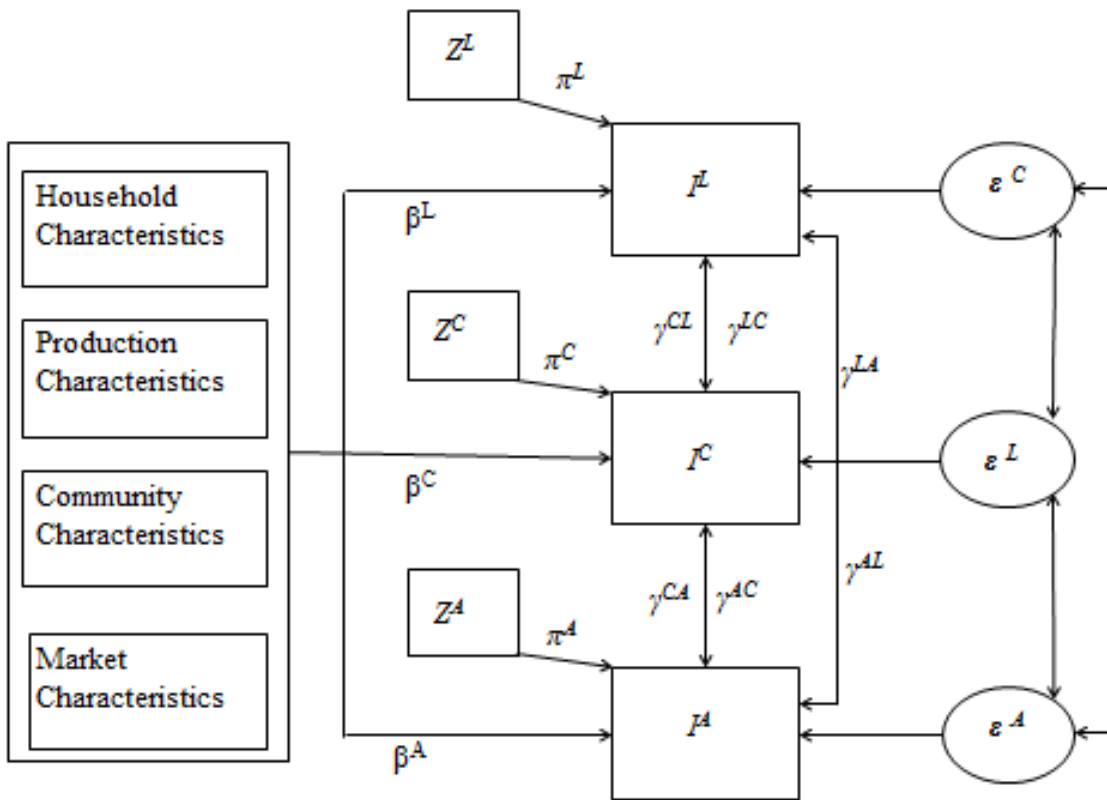 Z^L
π^L
Household
Characteristics
I^L
ε^C
β^L
Z^C
γ^CL γ^LC
Production
Characteristics
π^C
γ^LA
I^C
ε^L
Community
Characteristics
β^C
γ^AL
Z^A
γ^CA γ^AC
π^A
Market
Characteristics
I^A
ε^A
β^A